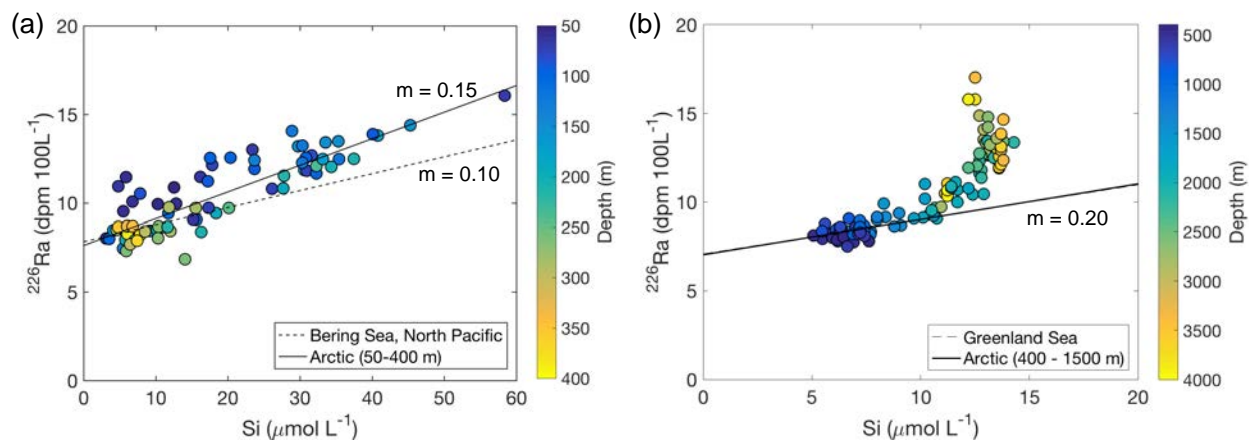 (a)
20
15
10
5
0
0 10 20 30 40 50 60
²²⁶Ra (dpm 100L⁻¹)
Si (μmol L⁻¹)
m = 0.15
m = 0.10
Bering Sea, North Pacific
Arctic (50-400 m)
50
100
150
200
250
300
350
400
Depth (m)
(b)
20
15
10
5
0
0 5 10 15 20
²²⁶Ra (dpm 100L⁻¹)
Si (μmol L⁻¹)
m = 0.20
Greenland Sea
Arctic (400 - 1500 m)
500
1000
1500
2000
2500
3000
3500
4000
Depth (m)